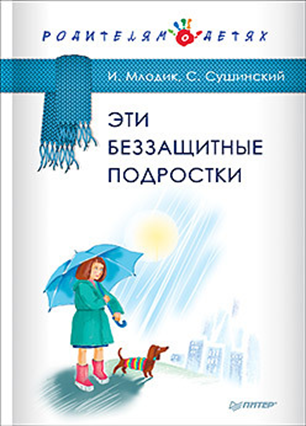 РОДИТЕЛЯМ О ДЕТЯХ
И. Млодик, С. Сушинский
ЭТИ
БЕЗЗАЩИТНЫЕ
ПОДРОСТКИ
ПИТЕР